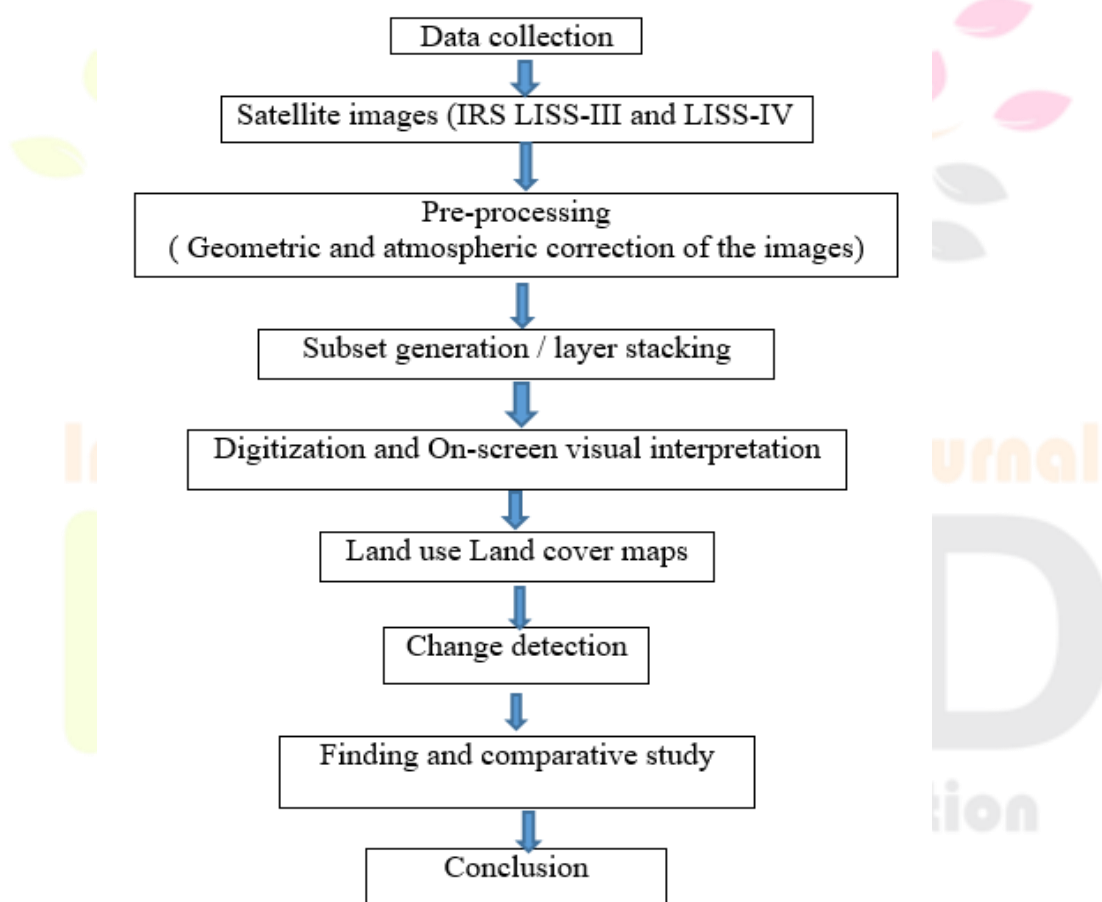 Data collection
Satellite images (IRS LISS-III and LISS-IV
Pre-processing
( Geometric and atmospheric correction of the images)
Subset generation / layer stacking
Digitization and On-screen visual interpretation
Land use Land cover maps
Change detection
Finding and comparative study
Conclusion